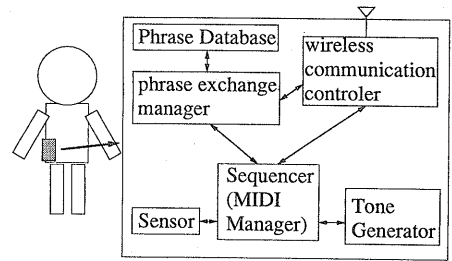 Phrase Database
wireless
communication
controler
phrase exchange
manager
Sequencer
(MIDI
Manager)
Sensor
Tone
Generator